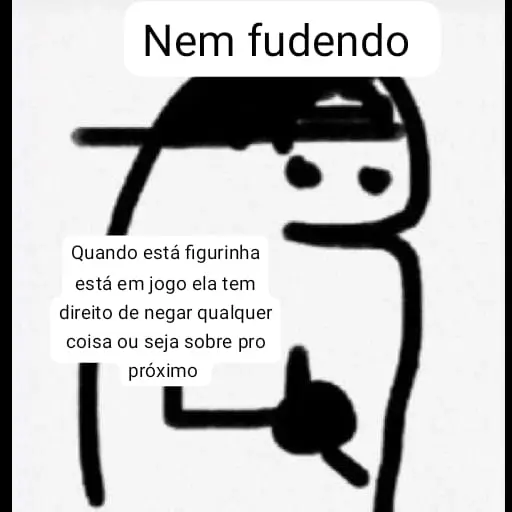 Nem fudendo
Quando está figurinha
está em jogo ela tem
direito de negar qualquer
coisa ou seja sobre pro
próximo